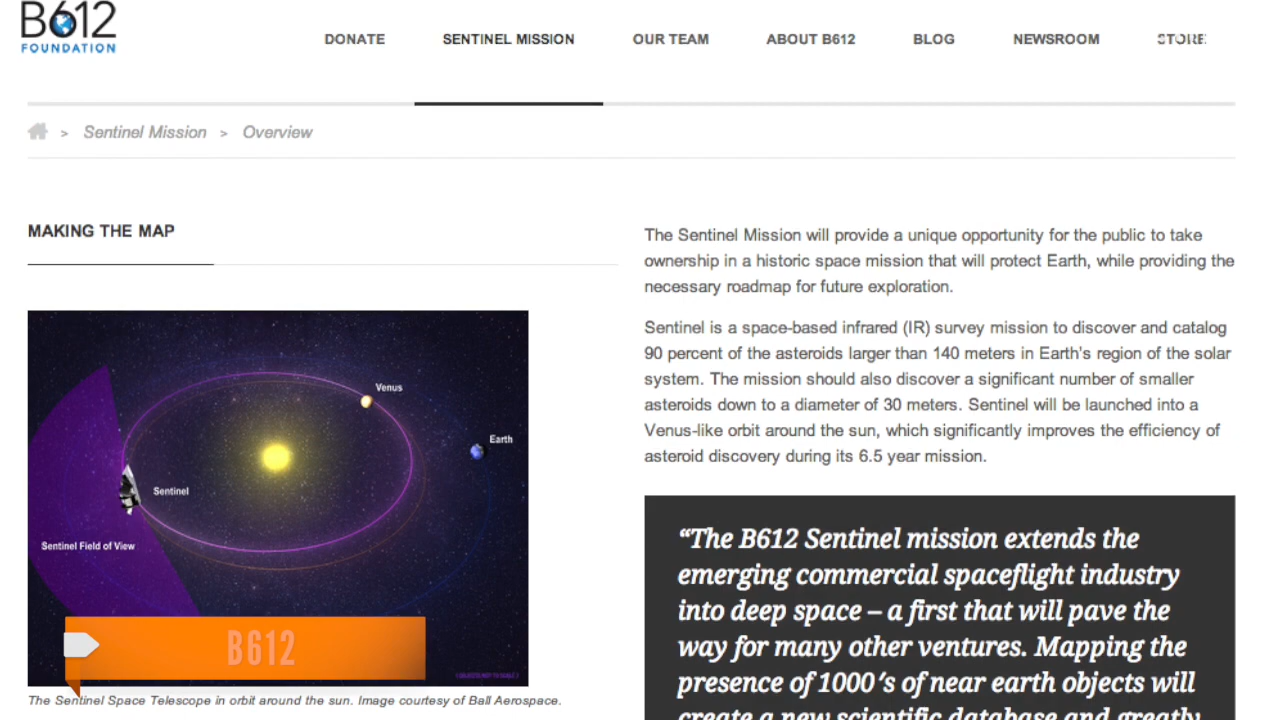 B612
FOUNDATION
DONATE
SENTINEL MISSION
OUR TEAM
ABOUT B612
BLOG
NEWSROOM
STORE
> Sentinel Mission > Overview
MAKING THE MAP
Venus
Earth
Sentinel
Sentinel Field of View
B612
The Sentinel Space Telescope in orbit around the sun. Image courtesy of Ball Aerospace.
The Sentinel Mission will provide a unique opportunity for the public to take
ownership in a historic space mission that will protect Earth, while providing the
necessary roadmap for future exploration.
Sentinel is a space-based infrared (IR) survey mission to discover and catalog
90 percent of the asteroids larger than 140 meters in Earth's region of the solar
system. The mission should also discover a significant number of smaller
asteroids down to a diameter of 30 meters. Sentinel will be launched into a
Venus-like orbit around the sun, which significantly improves the efficiency of
asteroid discovery during its 6.5 year mission.
“The B612 Sentinel mission extends the
emerging commercial spaceflight industry
into deep space – a first that will pave the
way for many other ventures. Mapping the
presence of 1000′s of near earth objects will
create a new scientific database and greatly